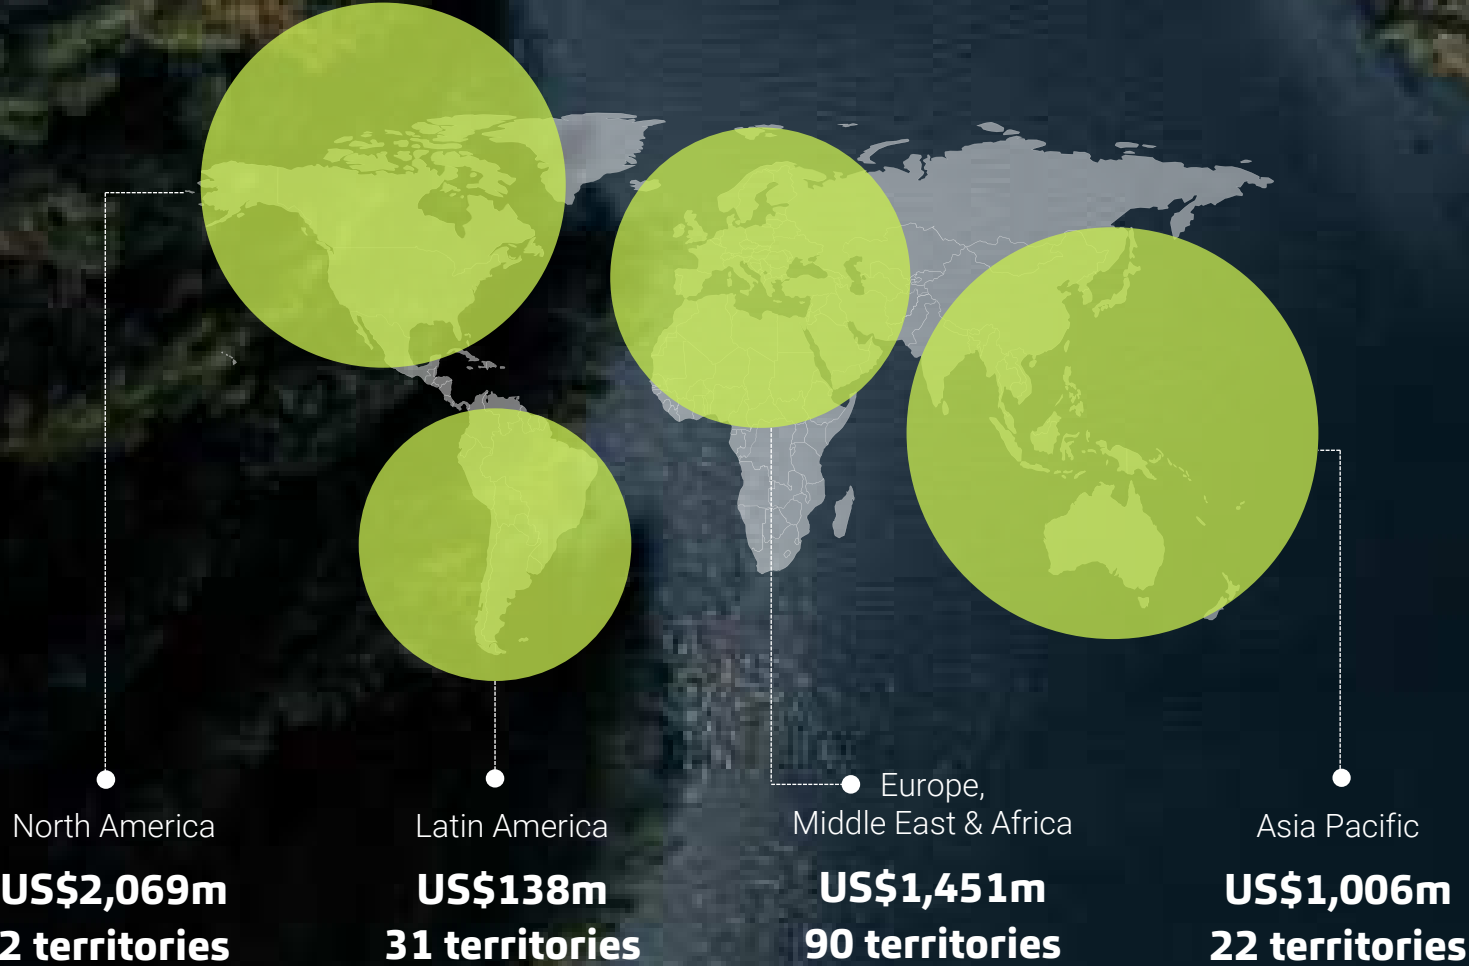 North America
US$2,069m
2 territories
Latin America
US$138m
31 territories
Europe,
Middle East & Africa
US$1,451m
90 territories
Asia Pacific
US$1,006m
22 territories